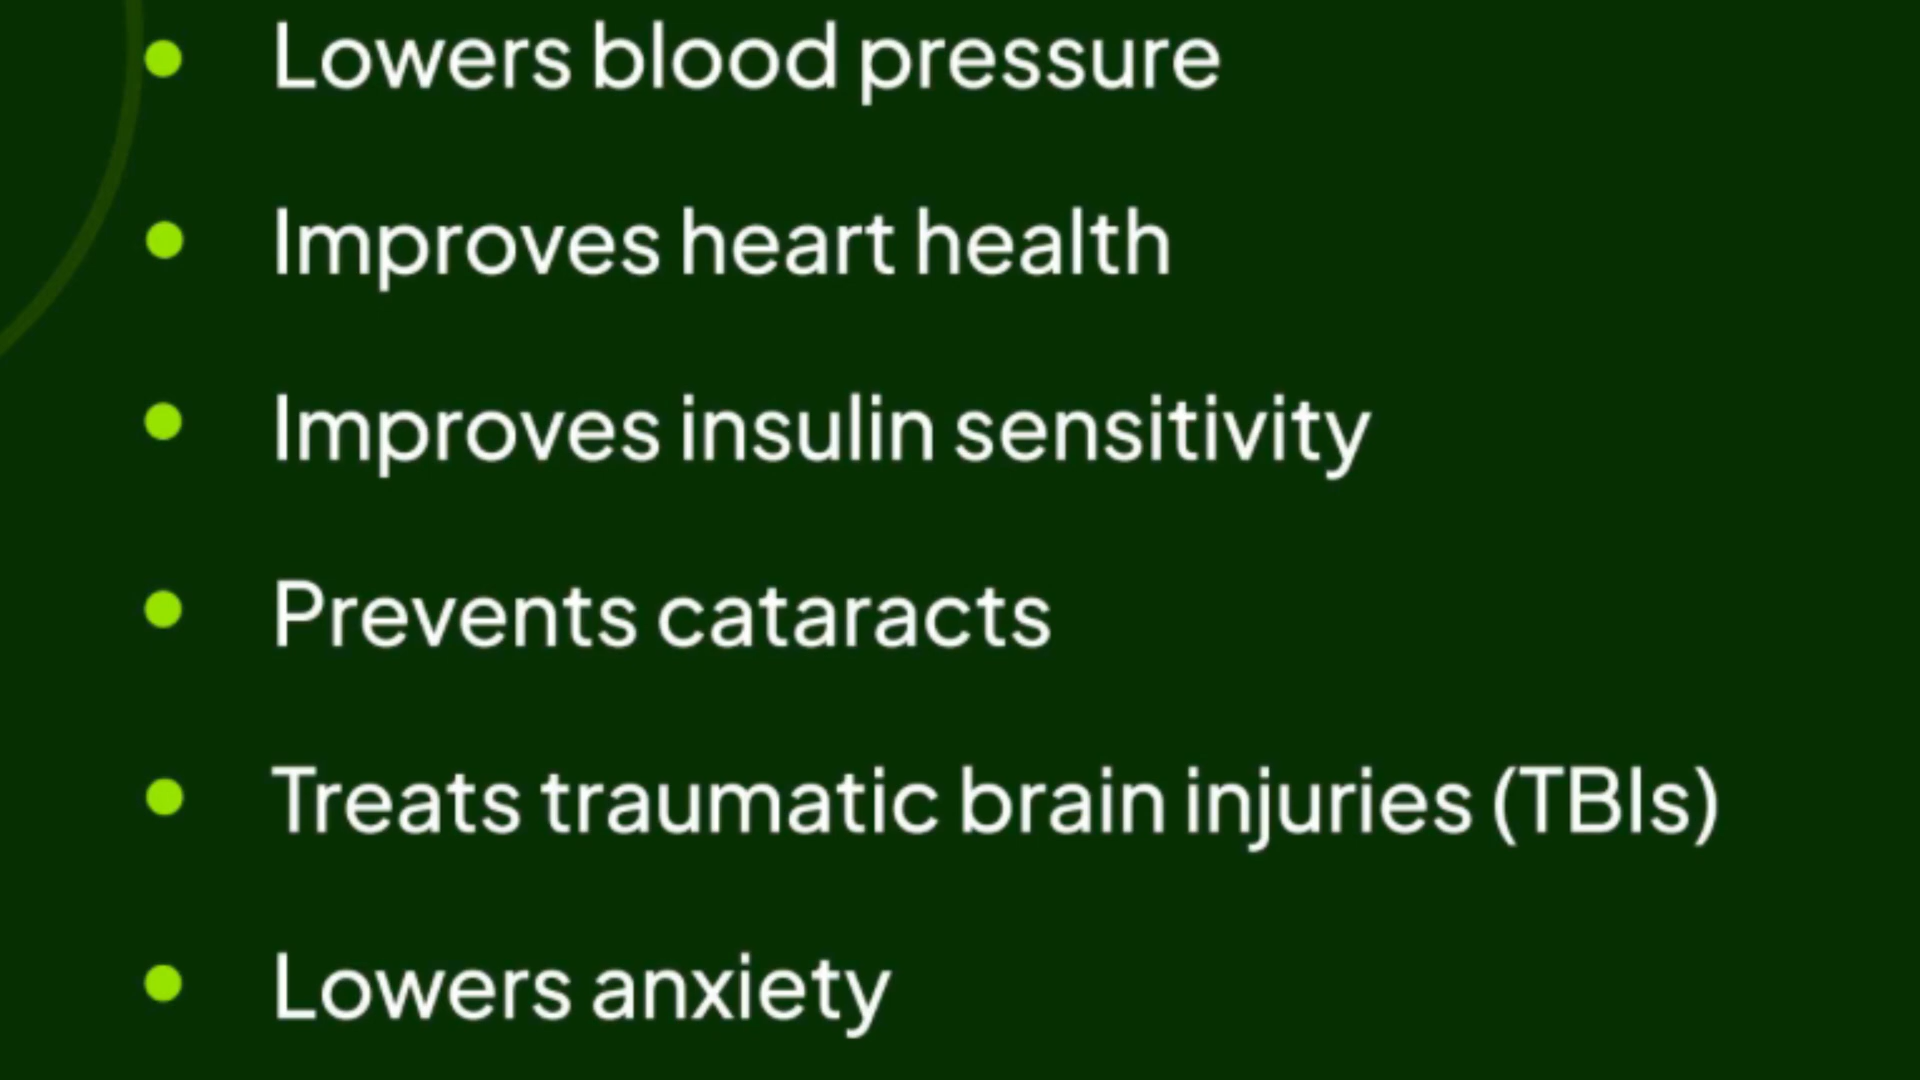 Lowers blood pressure
Improves heart health
Improves insulin sensitivity
Prevents cataracts
Treats traumatic brain injuries (TBIs)
Lowers anxiety